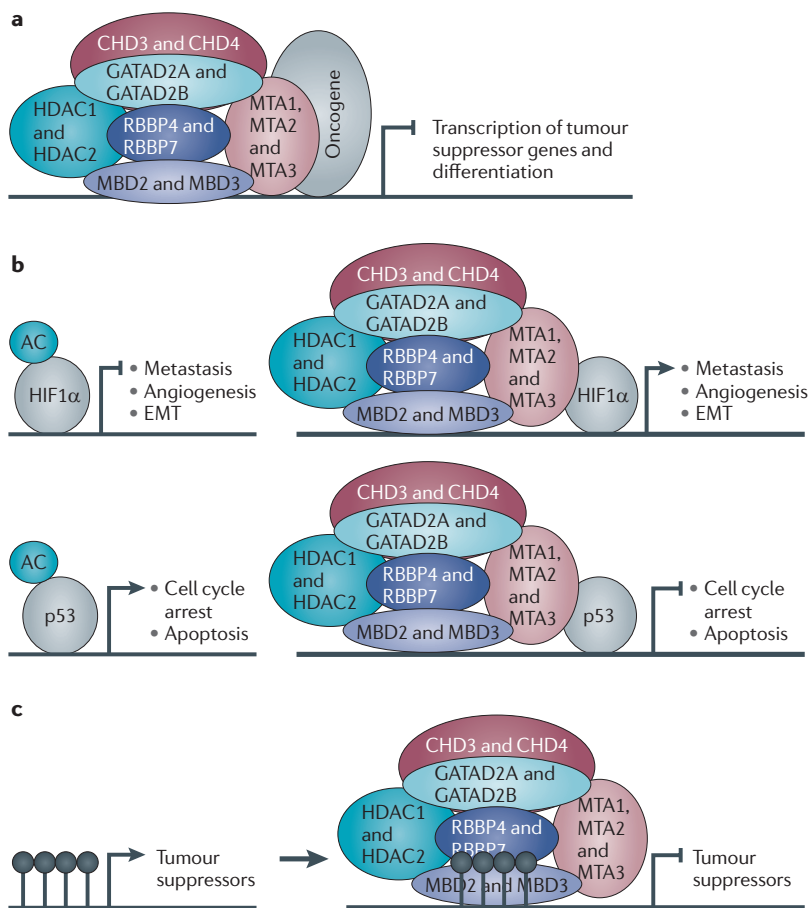 a
CHD3 and CHD4
GATAD2A and
GATAD2B
HDAC1
and
HDAC2
RBBP4 and
RBBP7
MTA1,
MTA2
and
MTA3
MBD2 and MBD3
Oncogene
Transcription of tumour
suppressor genes and
differentiation
b
AC
HIF1α
• Metastasis
• Angiogenesis
• EMT
CHD3 and CHD4
GATAD2A and
GATAD2B
HDAC1
and
HDAC2
RBBP4 and
RBBP7
MTA1,
MTA2
and
MTA3
MBD2 and MBD3
HIF1α
• Metastasis
• Angiogenesis
• EMT
AC
p53
• Cell cycle
arrest
• Apoptosis
CHD3 and CHD4
GATAD2A and
GATAD2B
HDAC1
and
HDAC2
RBBP4 and
RBBP7
MTA1,
MTA2
and
MTA3
MBD2 and MBD3
p53
• Cell cycle
arrest
• Apoptosis
c
Tumour
suppressors
CHD3 and CHD4
GATAD2A and
GATAD2B
HDAC1
and
HDAC2
RBBP4 and
RBBP7
MTA1,
MTA2
and
MTA3
MBD2 and MBD3
Tumour
suppressors